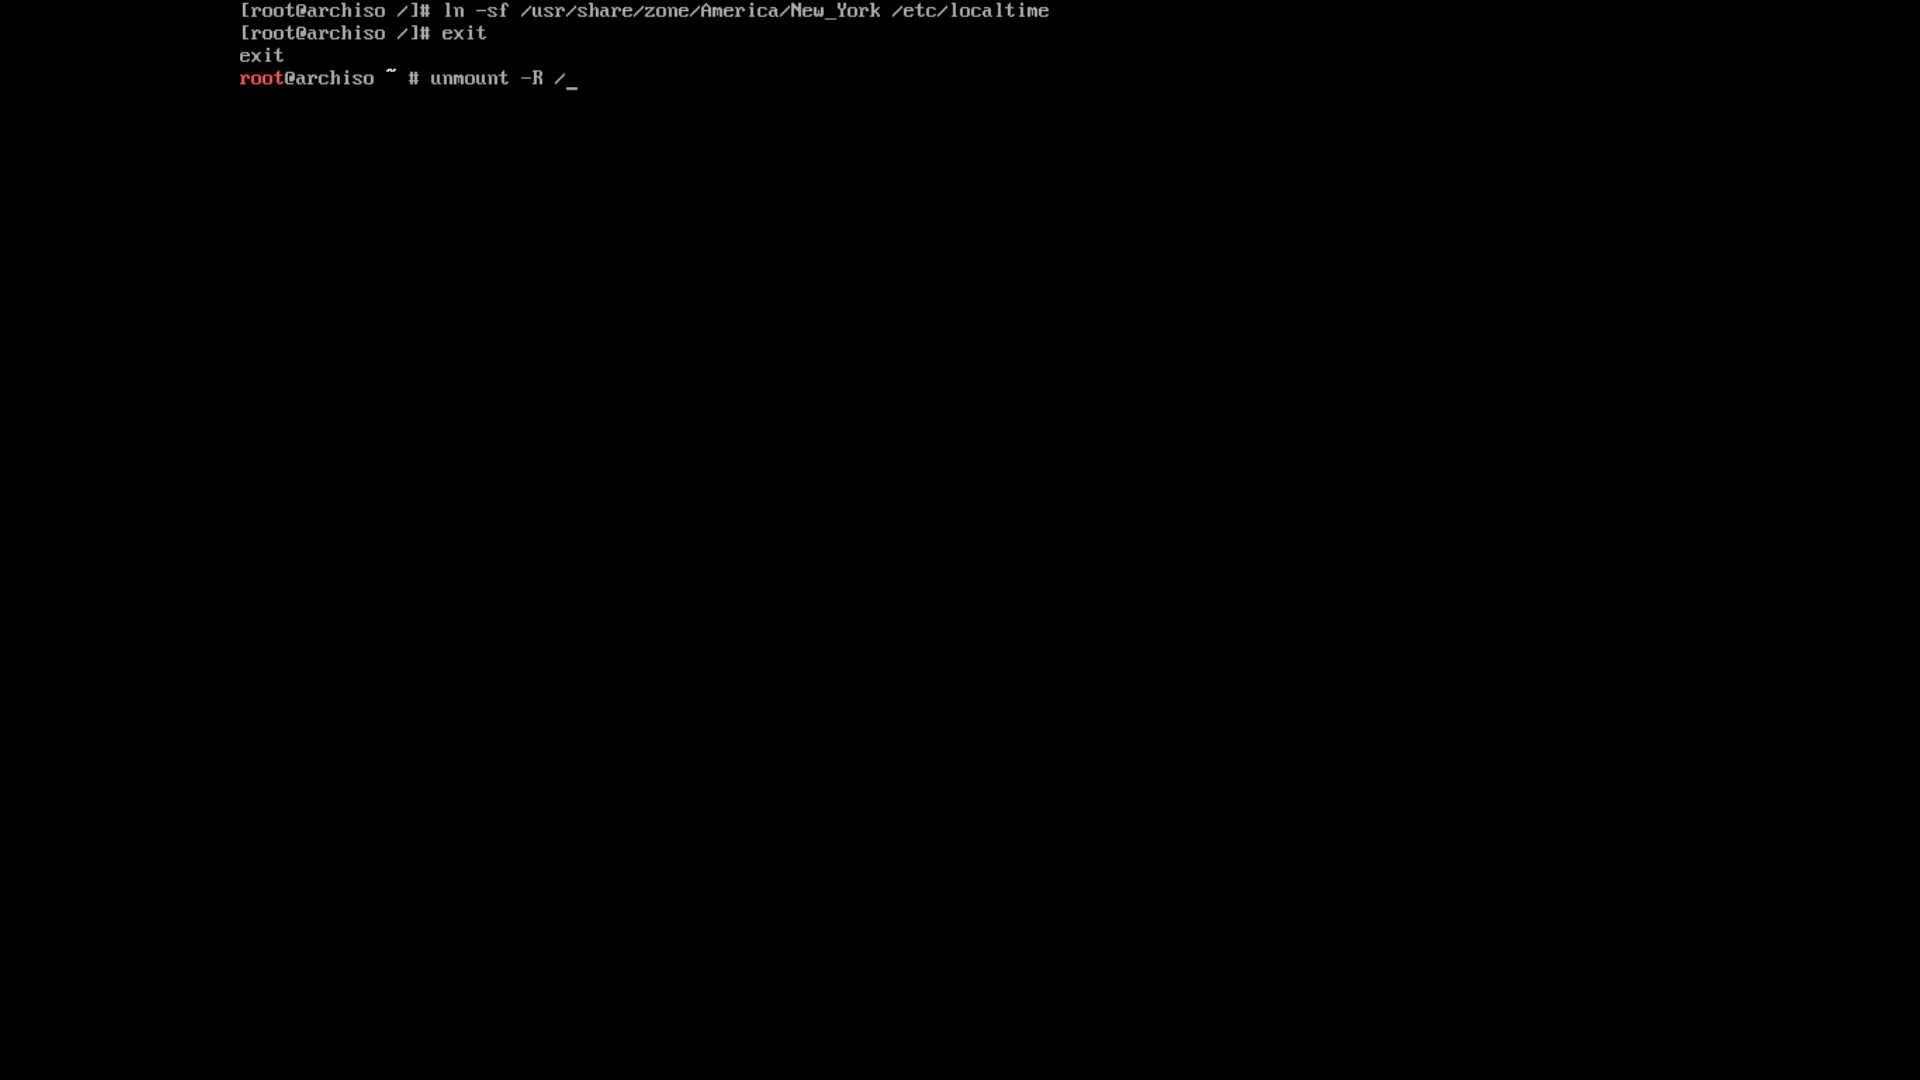 [root@archiso /]# ln -sf /usr/share/zone/America/New_York /etc/localtime
[root@archiso /]# exit
exit
root@archiso ~ # unmount -R /_